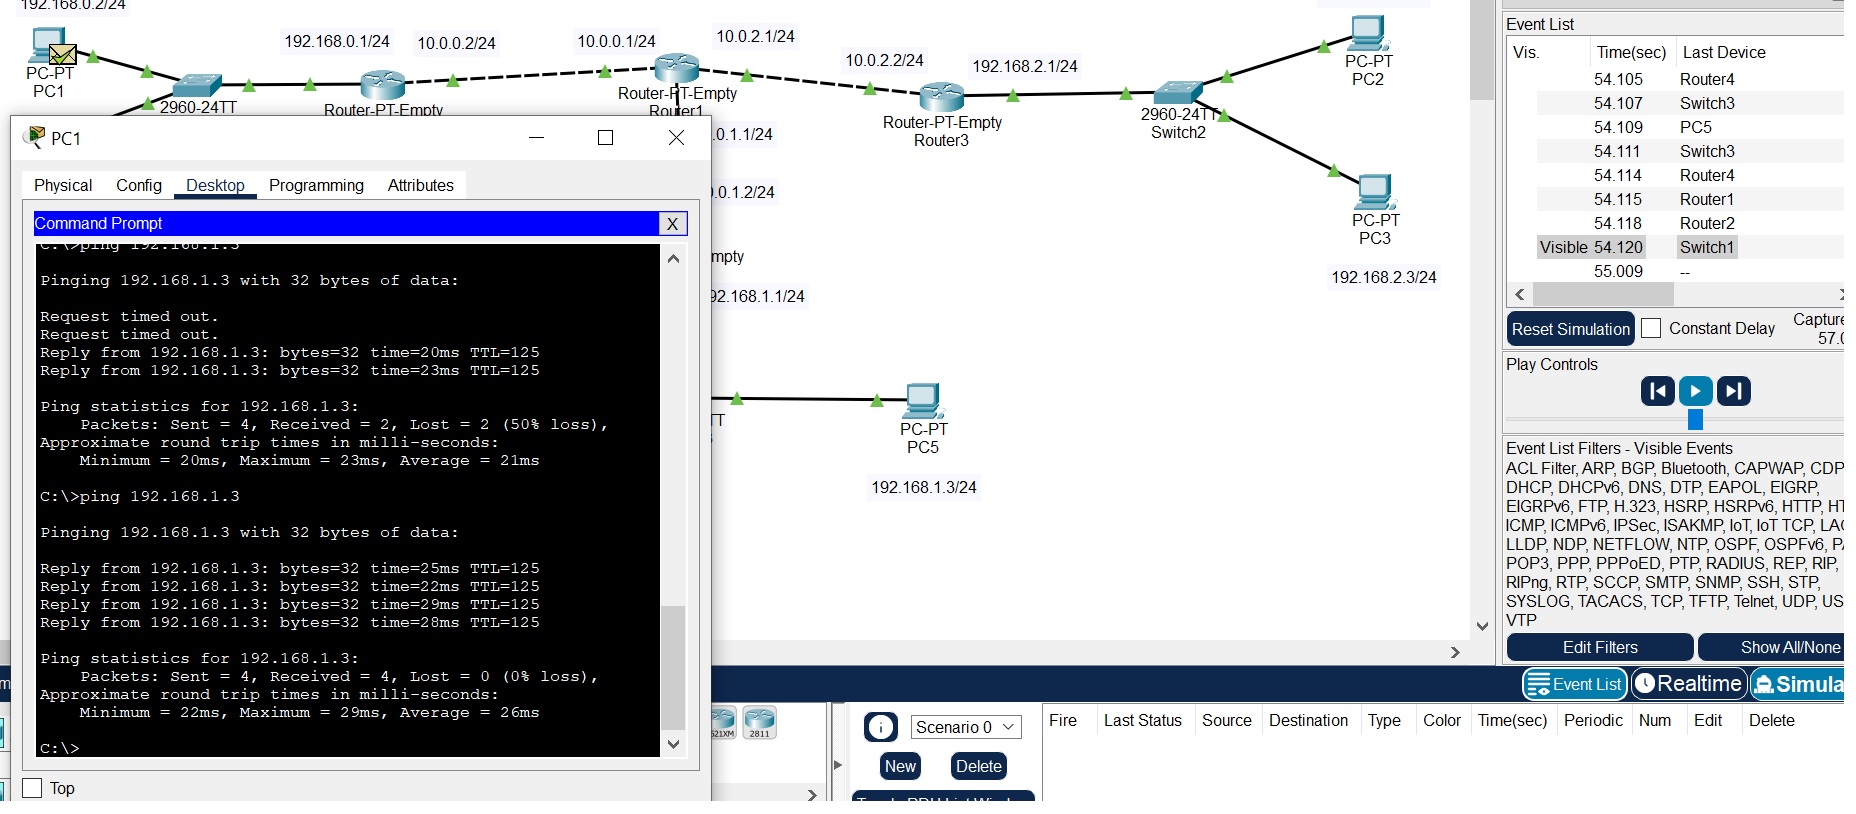 192.168.0.2/24
192.168.0.1/24
10.0.0.2/24
10.0.0.1/24
10.0.2.1/24
10.0.2.2/24
192.168.2.1/24
PC-PT
PC1
2960-24TT
Router-PT-Empty
Router-PT-Empty
Router1
Router-PT-Empty
Router3
2960-24TT
Switch2
PC-PT
PC2
PC-PT
PC3
192.168.2.3/24
.0.1.1/24
.0.1.2/24
mpty
92.168.1.1/24
TT
PC-PT
PC5
192.168.1.3/24
PC1
Physical Config Desktop Programming Attributes
Command Prompt X
C:\>ping 192.168.1.3
Pinging 192.168.1.3 with 32 bytes of data:
Request timed out.
Request timed out.
Reply from 192.168.1.3: bytes=32 time=20ms TTL=125
Reply from 192.168.1.3: bytes=32 time=23ms TTL=125
Ping statistics for 192.168.1.3:
Packets: Sent = 4, Received = 2, Lost = 2 (50% loss),
Approximate round trip times in milli-seconds:
Minimum = 20ms, Maximum = 23ms, Average = 21ms
C:\>ping 192.168.1.3
Pinging 192.168.1.3 with 32 bytes of data:
Reply from 192.168.1.3: bytes=32 time=25ms TTL=125
Reply from 192.168.1.3: bytes=32 time=22ms TTL=125
Reply from 192.168.1.3: bytes=32 time=29ms TTL=125
Reply from 192.168.1.3: bytes=32 time=28ms TTL=125
Ping statistics for 192.168.1.3:
Packets: Sent = 4, Received = 4, Lost = 0 (0% loss),
Approximate round trip times in milli-seconds:
Minimum = 22ms, Maximum = 29ms, Average = 26ms
C:\>
Top
Event List
Vis. Time(sec) Last Device
54.105 Router4
54.107 Switch3
54.109 PC5
54.111 Switch3
54.114 Router4
54.115 Router1
54.118 Router2
Visible 54.120 Switch1
55.009 --
Reset Simulation Constant Delay Capture
57.0
Play Controls
Event List Filters - Visible Events
ACL Filter, ARP, BGP, Bluetooth, CAPWAP, CDP
DHCP, DHCPv6, DNS, DTP, EAPOL, EIGRP,
EIGRPv6, FTP, H.323, HSRP, HSRPv6, HTTP, HT
ICMP, ICMPv6, IPSec, ISAKMP, IoT, IoT TCP, LAC
LLDP, NDP, NETFLOW, NTP, OSPF, OSPFv6, PA
POP3, PPP, PPPoED, PTP, RADIUS, REP, RIP,
RIPng, RTP, SCCP, SMTP, SNMP, SSH, STP,
SYSLOG, TACACS, TCP, TFTP, Telnet, UDP, US
VTP
Edit Filters Show All/None
Event List Realtime Simula
621XM 2811
Scenario 0
New Delete
Fire Last Status Source Destination Type Color Time(sec) Periodic Num Edit Delete